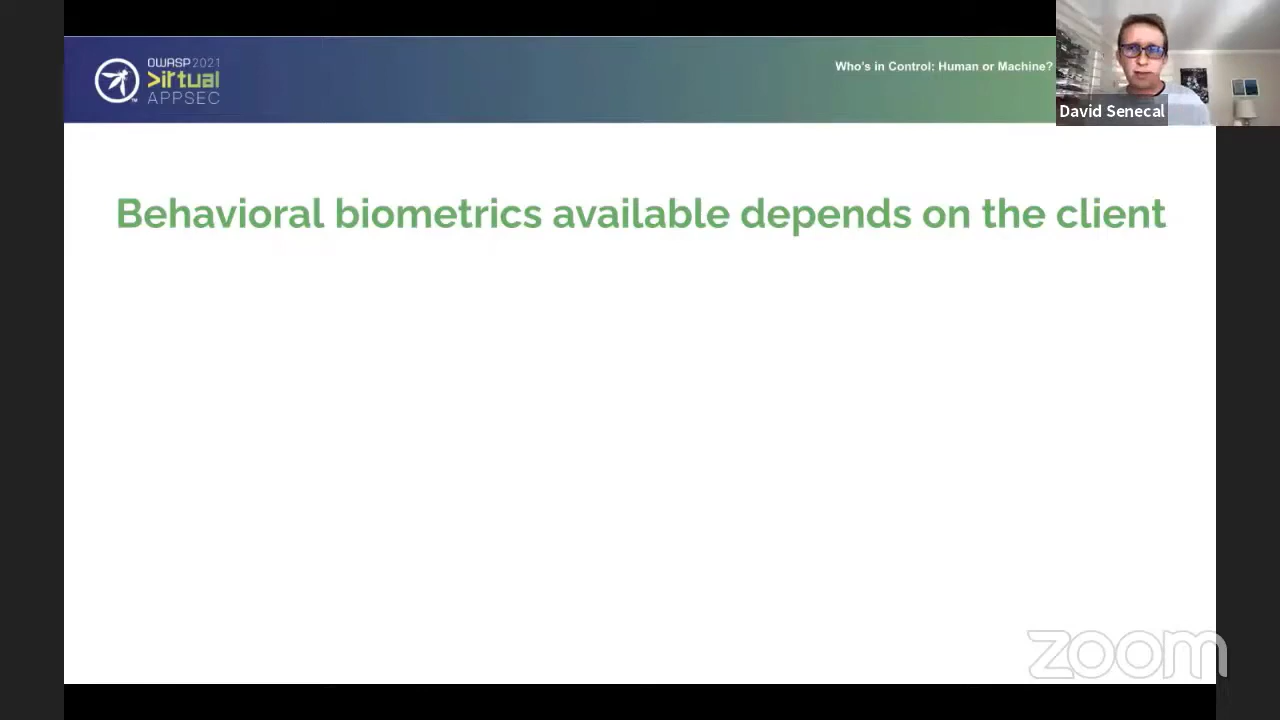 OWASP 2021
Virtual
APPSEC
Who's in Control: Human or Machine?
David Senecal
Behavioral biometrics available depends on the client
zoom